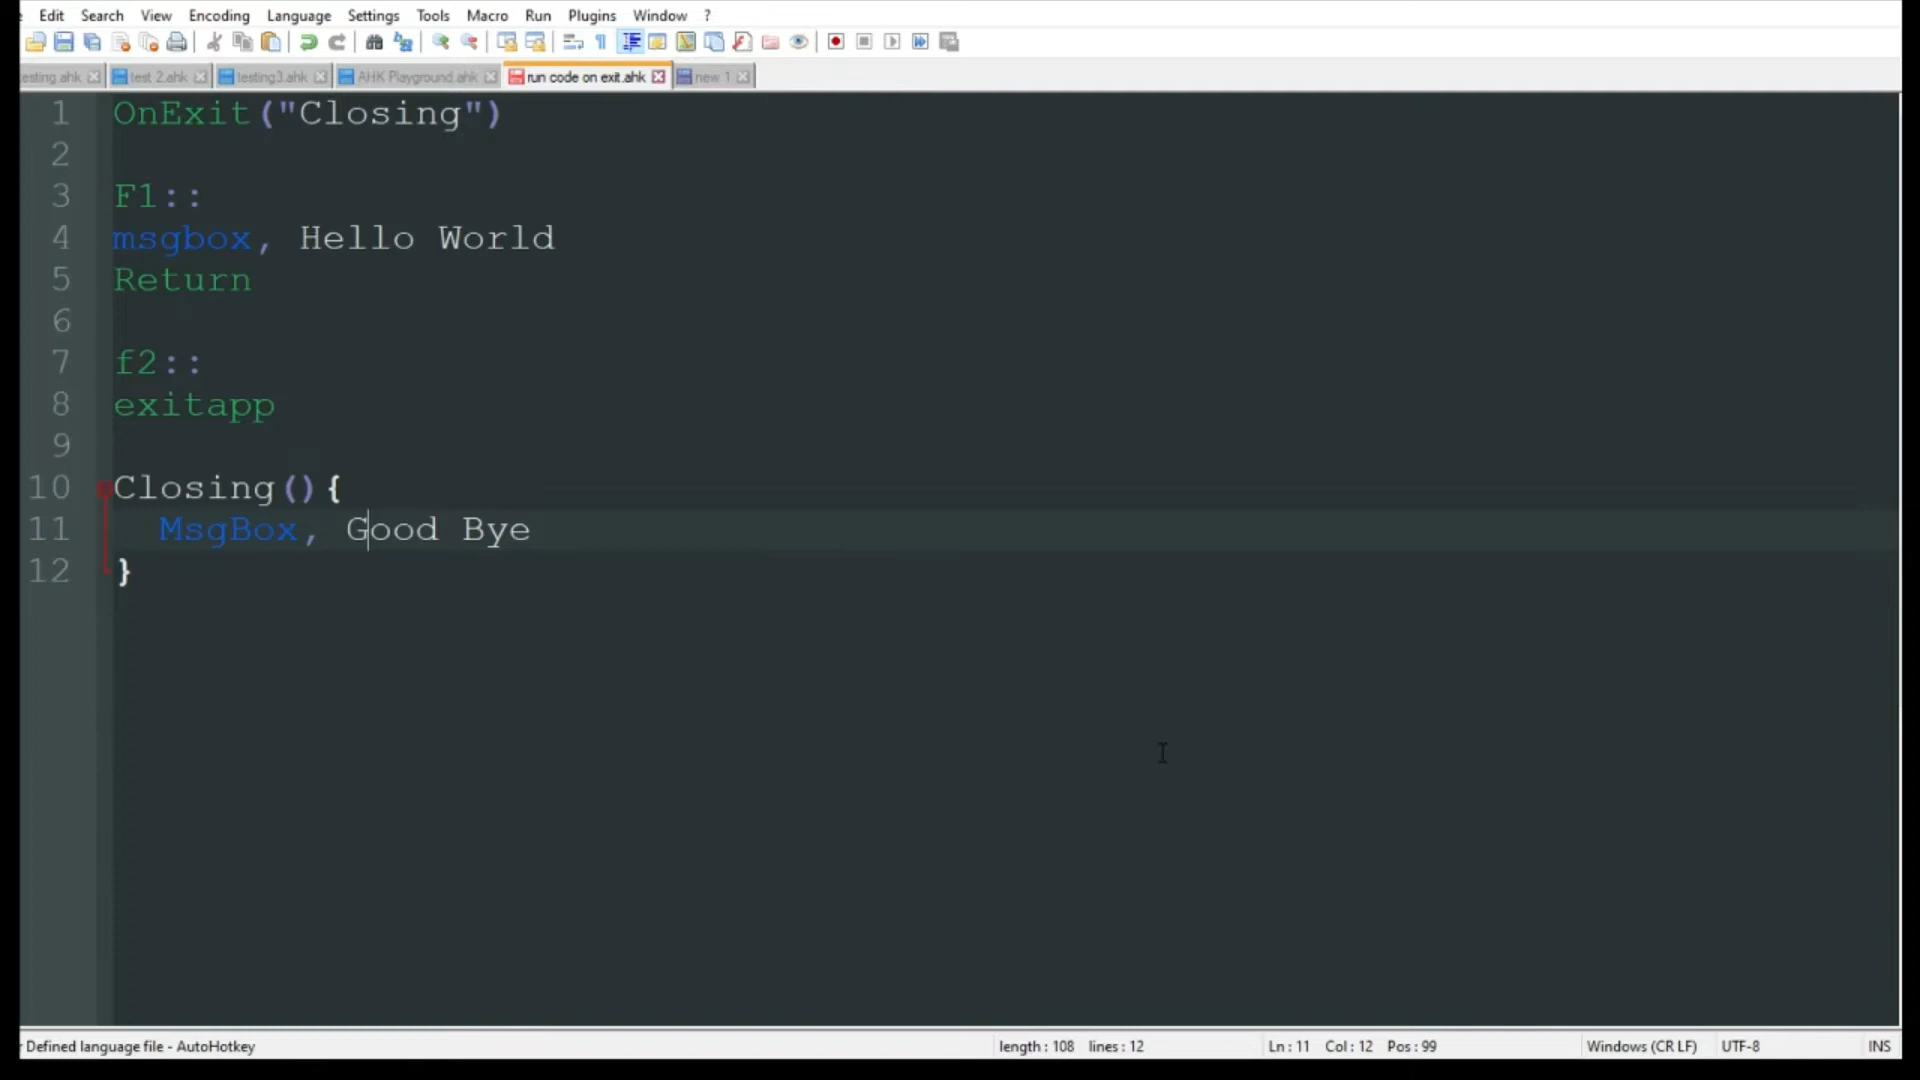 Edit Search View Encoding Language Settings Tools Macro Run Plugins Window ?
esting.ahk test 2.ahk testing3.ahk AHK Playground.ahk run code on exit.ahk new 1
1 OnExit("Closing")
2
3 F1::
4 msgbox, Hello World
5 Return
6
7 f2::
8 exitapp
9
10 Closing(){
11 MsgBox, Good Bye
12 }
r Defined language file - AutoHotkey length : 108 lines : 12 Ln : 11 Col : 12 Pos : 99 Windows (CR LF) UTF-8 INS